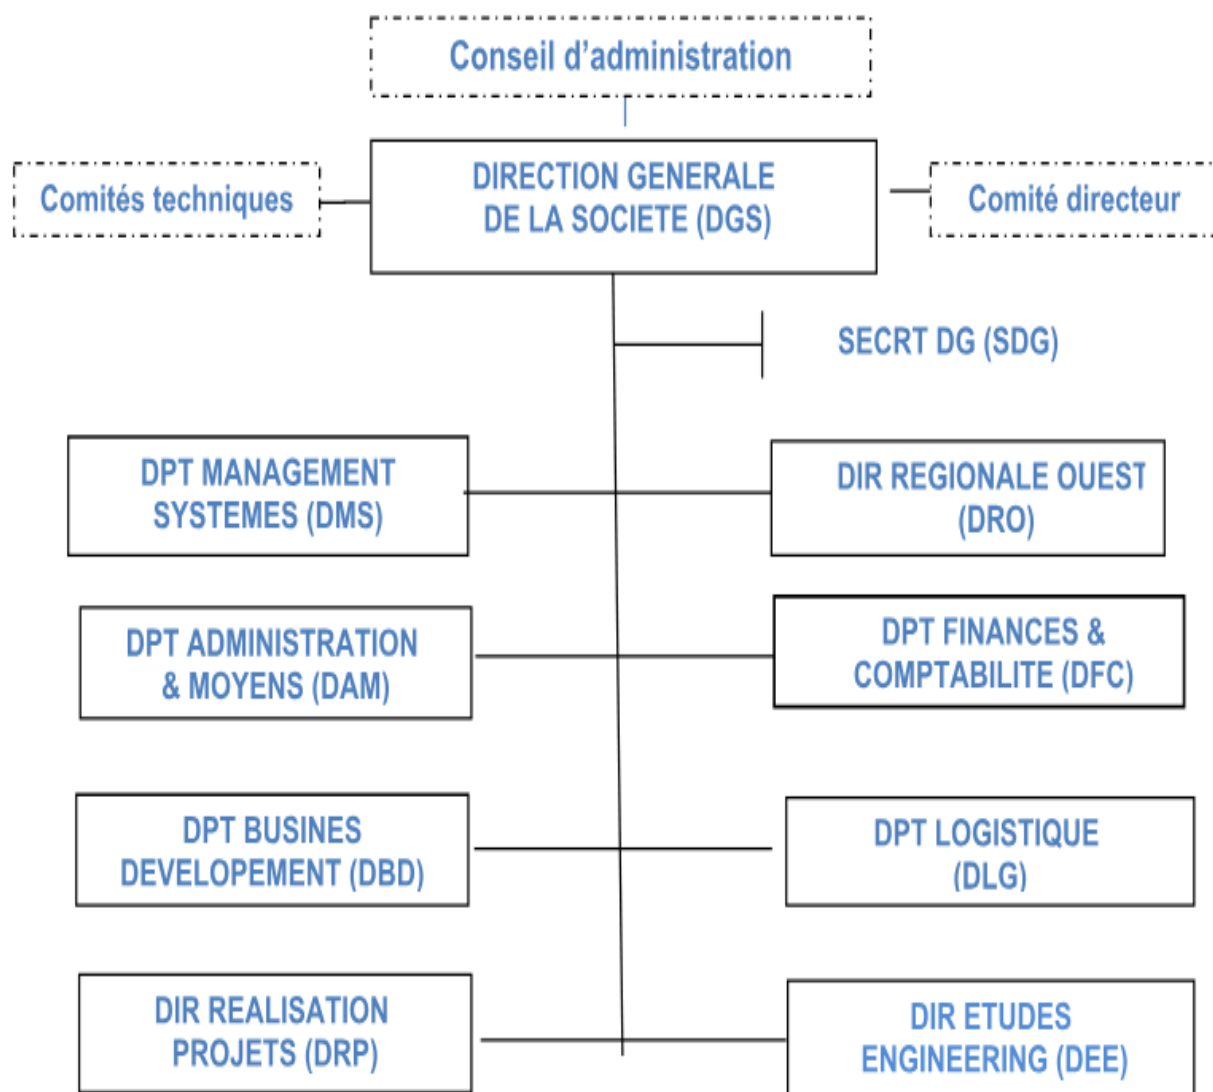 Conseil d’administration
DIRECTION GENERALE
DE LA SOCIETE (DGS)
Comités techniques
Comité directeur
SECRT DG (SDG)
DPT MANAGEMENT
SYSTEMES (DMS)
DIR REGIONALE OUEST
(DRO)
DPT ADMINISTRATION
& MOYENS (DAM)
DPT FINANCES &
COMPTABILITE (DFC)
DPT BUSINES
DEVELOPEMENT (DBD)
DPT LOGISTIQUE
(DLG)
DIR REALISATION
PROJETS (DRP)
DIR ETUDES
ENGINEERING (DEE)